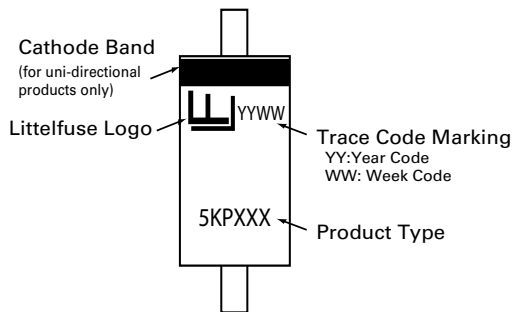 Cathode Band
(for uni-directional
products only)
Littelfuse Logo
YYWW
Trace Code Marking
YY:Year Code
WW: Week Code
5KPXXX
Product Type